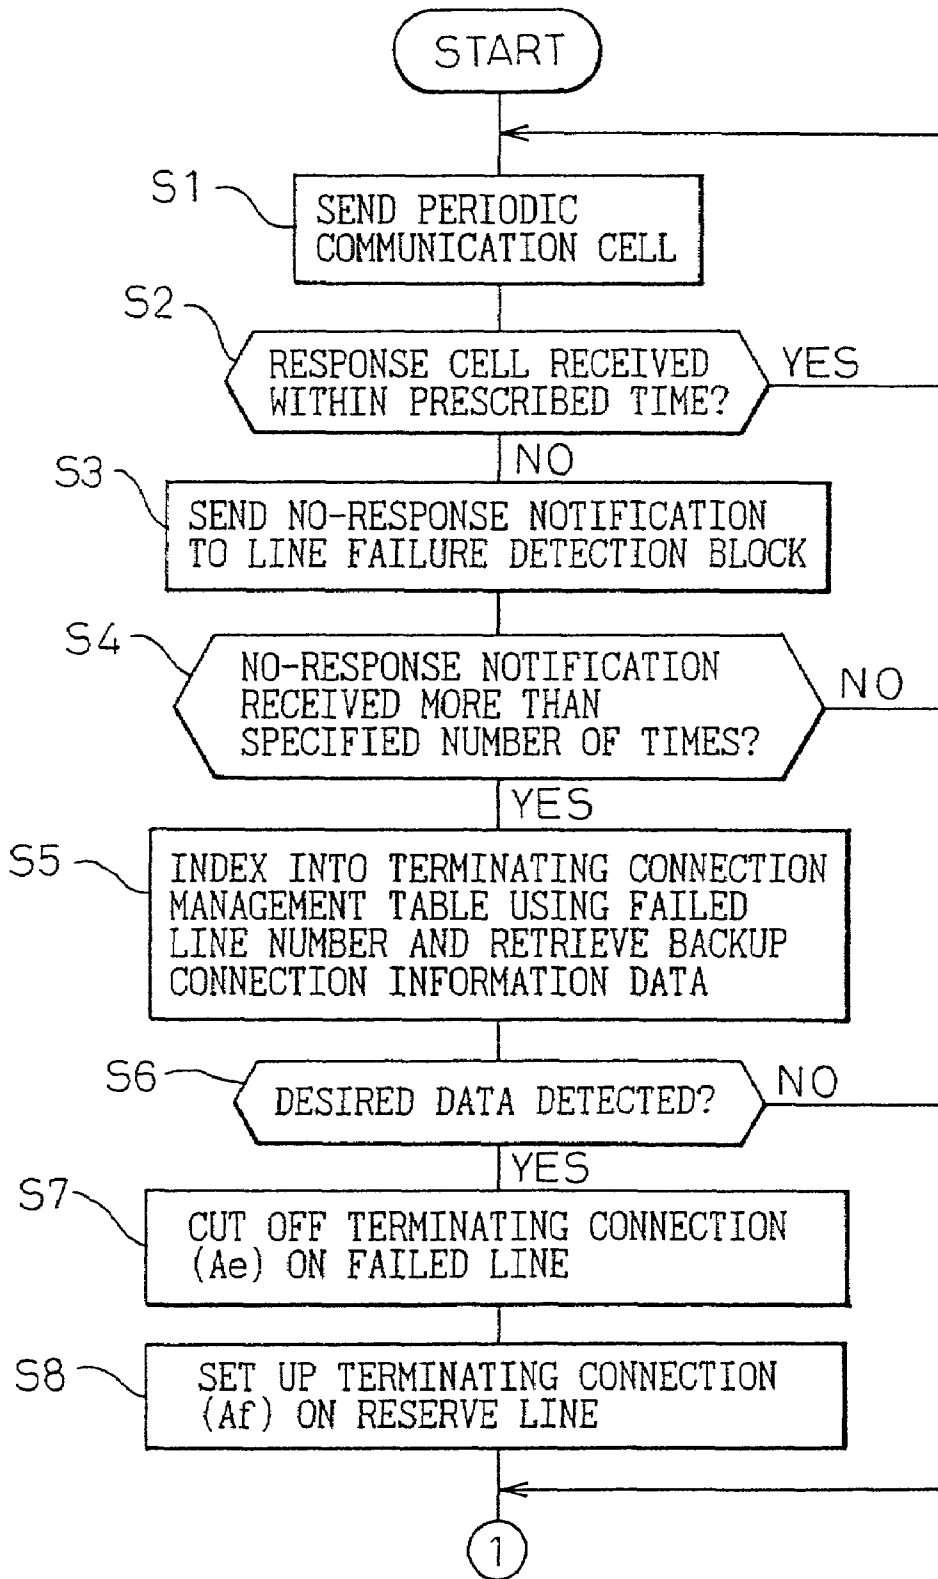 START
S1
SEND PERIODIC
COMMUNICATION CELL
S2
RESPONSE CELL RECEIVED
WITHIN PRESCRIBED TIME?
YES
NO
S3
SEND NO-RESPONSE NOTIFICATION
TO LINE FAILURE DETECTION BLOCK
S4
NO-RESPONSE NOTIFICATION
RECEIVED MORE THAN
SPECIFIED NUMBER OF TIMES?
NO
YES
S5
INDEX INTO TERMINATING CONNECTION
MANAGEMENT TABLE USING FAILED
LINE NUMBER AND RETRIEVE BACKUP
CONNECTION INFORMATION DATA
S6
DESIRED DATA DETECTED?
NO
YES
S7
CUT OFF TERMINATING CONNECTION
(Ae) ON FAILED LINE
S8
SET UP TERMINATING CONNECTION
(Af) ON RESERVE LINE
1